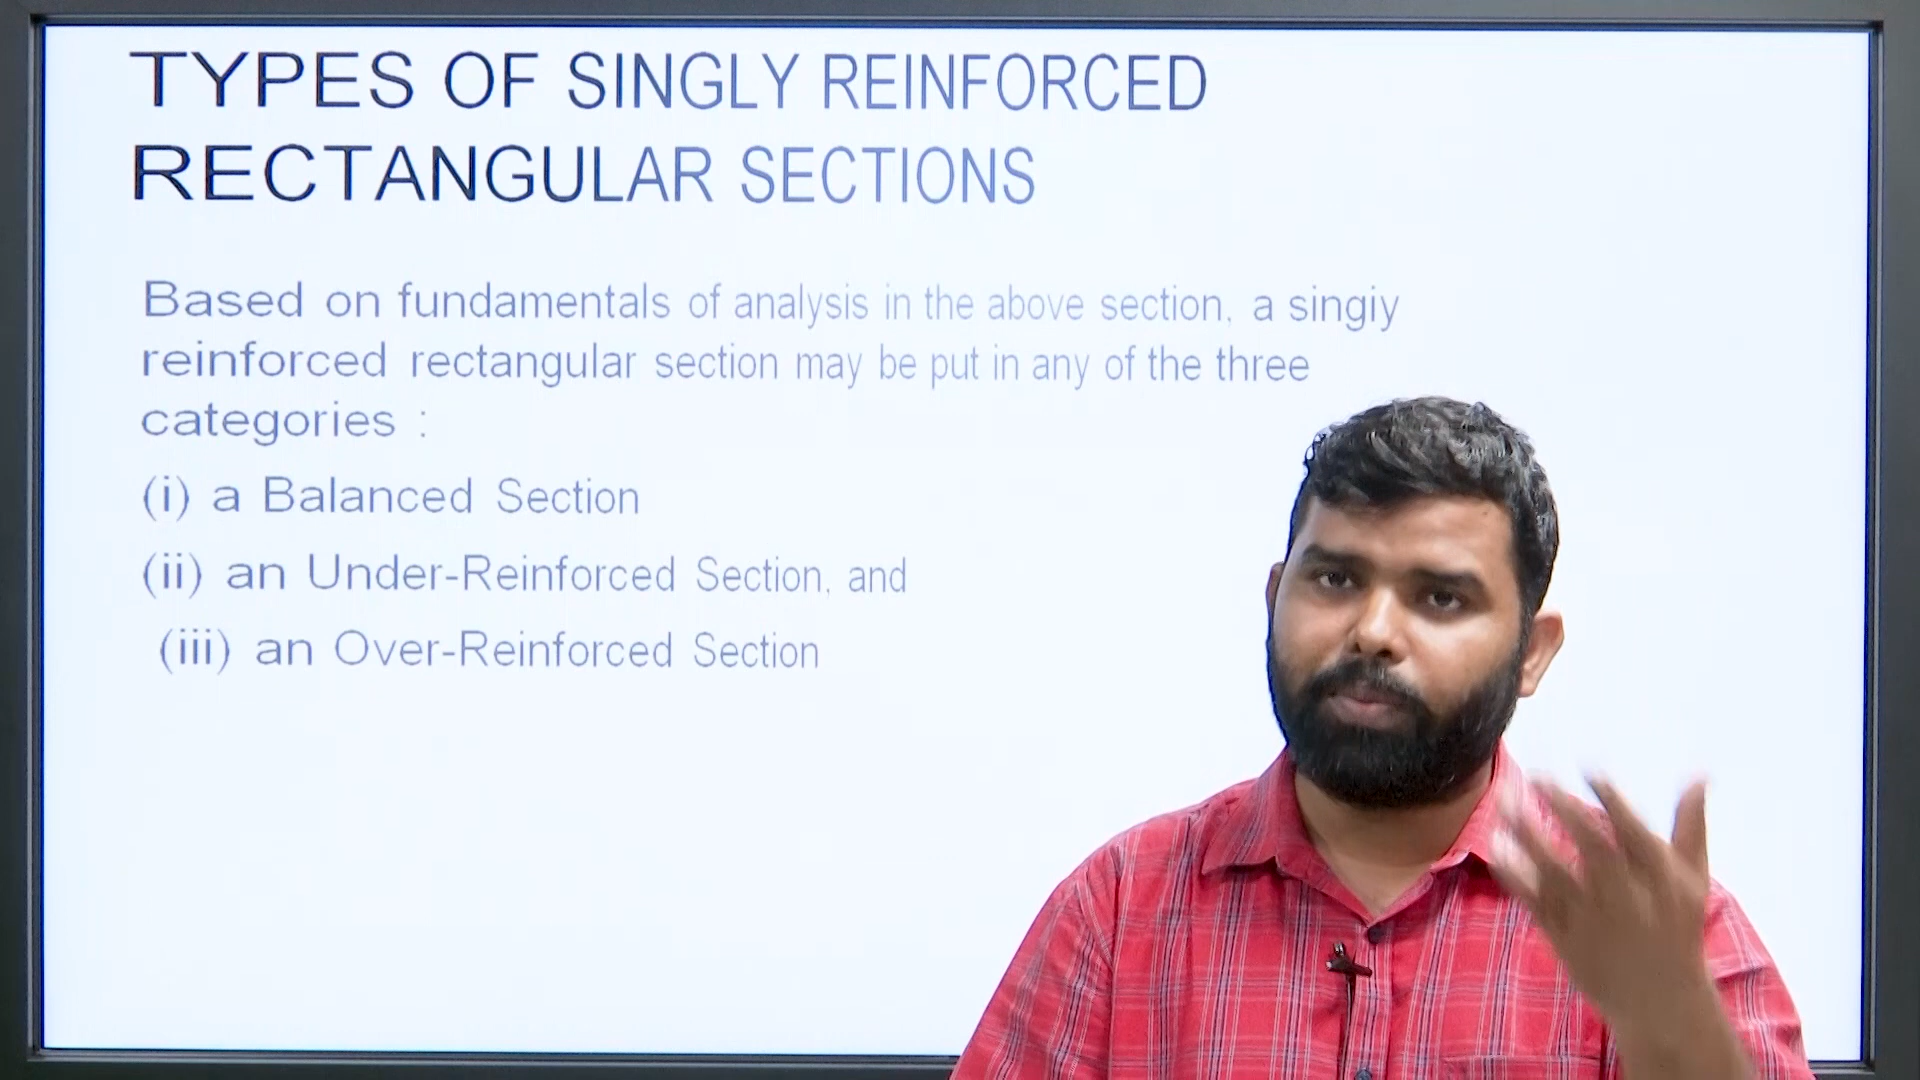 TYPES OF SINGLY REINFORCED
RECTANGULAR SECTIONS
Based on fundamentals of analysis in the above section, a singiy
reinforced rectangular section may be put in any of the three
categories :
(i) a Balanced Section
(ii) an Under-Reinforced Section, and
(iii) an Over-Reinforced Section